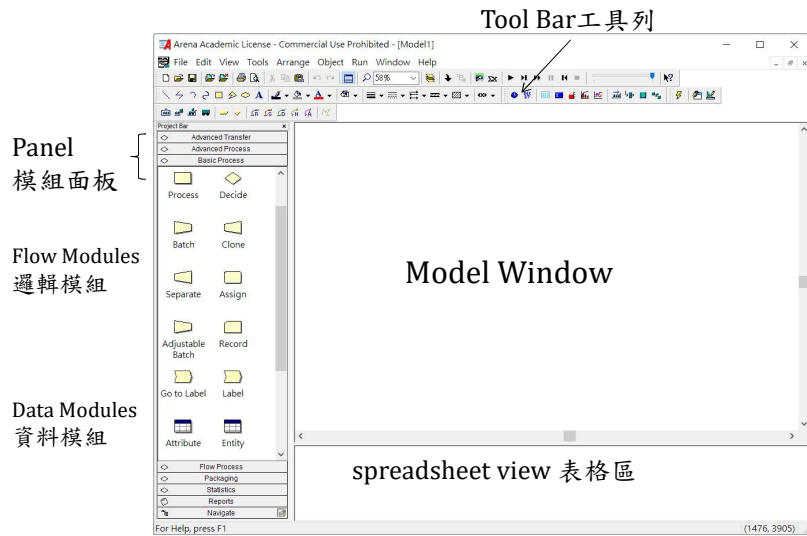 Tool Bar工具列
Arena Academic License - Commercial Use Prohibited - [Model1]
File Edit View Tools Arrange Object Run Window Help
58%
Project Bar
Advanced Transfer
Advanced Process
Basic Process
Panel
模組面板
Process Decide
Batch Clone
Flow Modules
邏輯模組
Separate Assign
Model Window
Adjustable Batch Record
Go to Label Label
Data Modules
資料模組
Attribute Entity
Flow Process
Packaging
Statistics
Reports
Navigate
spreadsheet view 表格區
For Help, press F1
(1476, 3905)